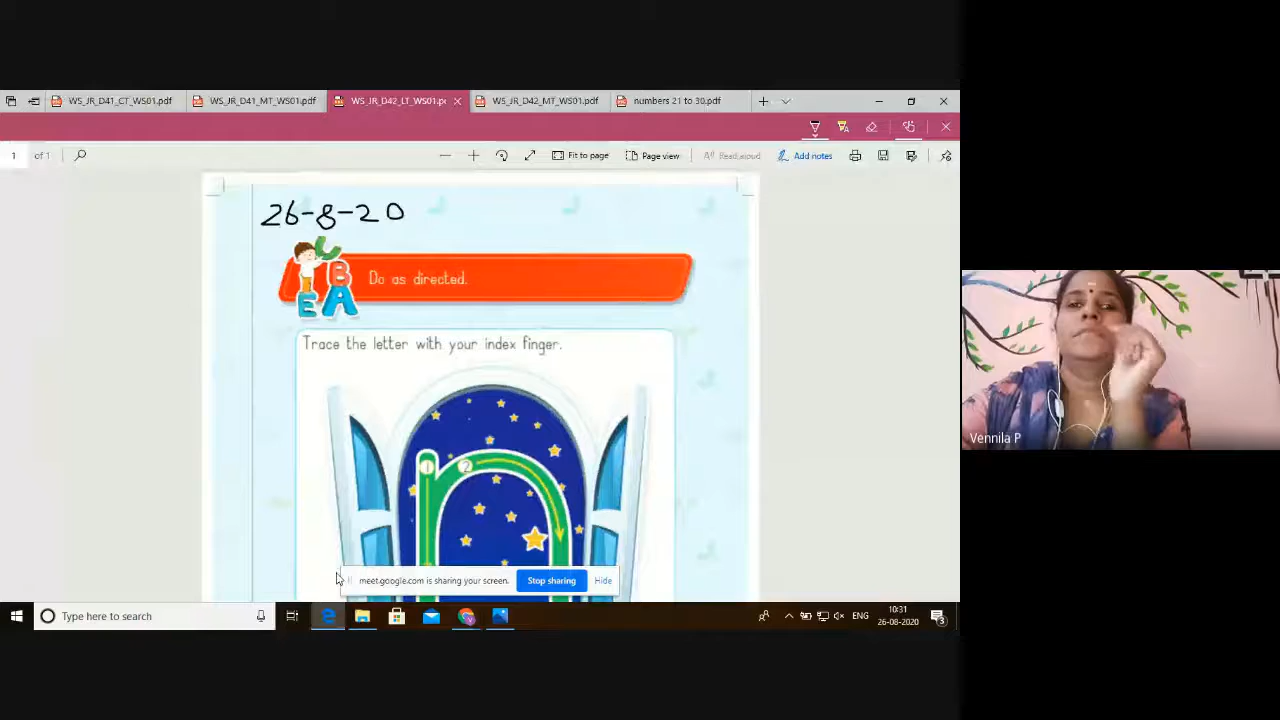 WS_JR_D41_CT_WS01.pdf WS_JR_D41_MT_WS01.pdf WS_JR_D42_LT_WS01.p WS_JR_D42_MT_WS01.pdf numbers 21 to 30.pdf
1 of 1 Fit to page Page view Read aloud Add notes
26-8-20
B
E A
Do as directed.
Trace the letter with your index finger.
1 2
Vennila P
meet.google.com is sharing your screen. Stop sharing Hide
Type here to search ENG 10:31
26-08-2020 3